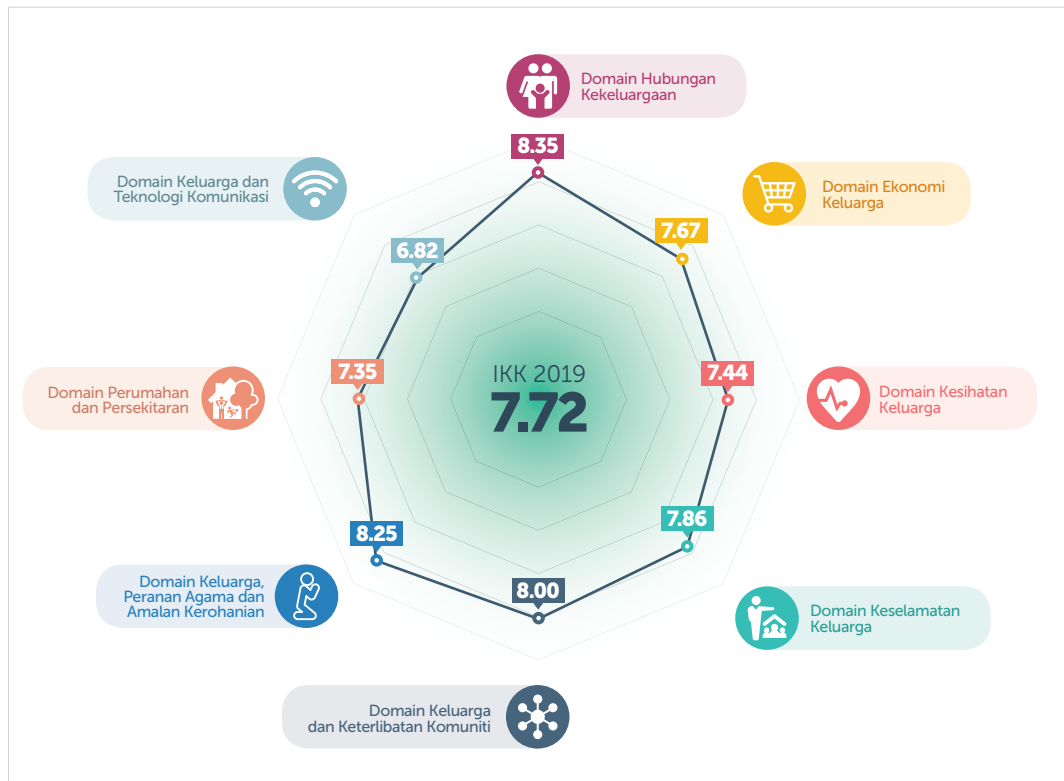 Domain Hubungan
Kekeluargaan
8.35
Domain Keluarga dan
Teknologi Komunikasi
6.82
Domain Ekonomi
Keluarga
7.67
Domain Perumahan
dan Persekitaran
7.35
IKK 2019
7.72
7.44
Domain Kesihatan
Keluarga
8.25
Domain Keluarga,
Peranan Agama dan
Amalan Kerohanian
8.00
7.86
Domain Keselamatan
Keluarga
Domain Keluarga
dan Keterlibatan Komuniti